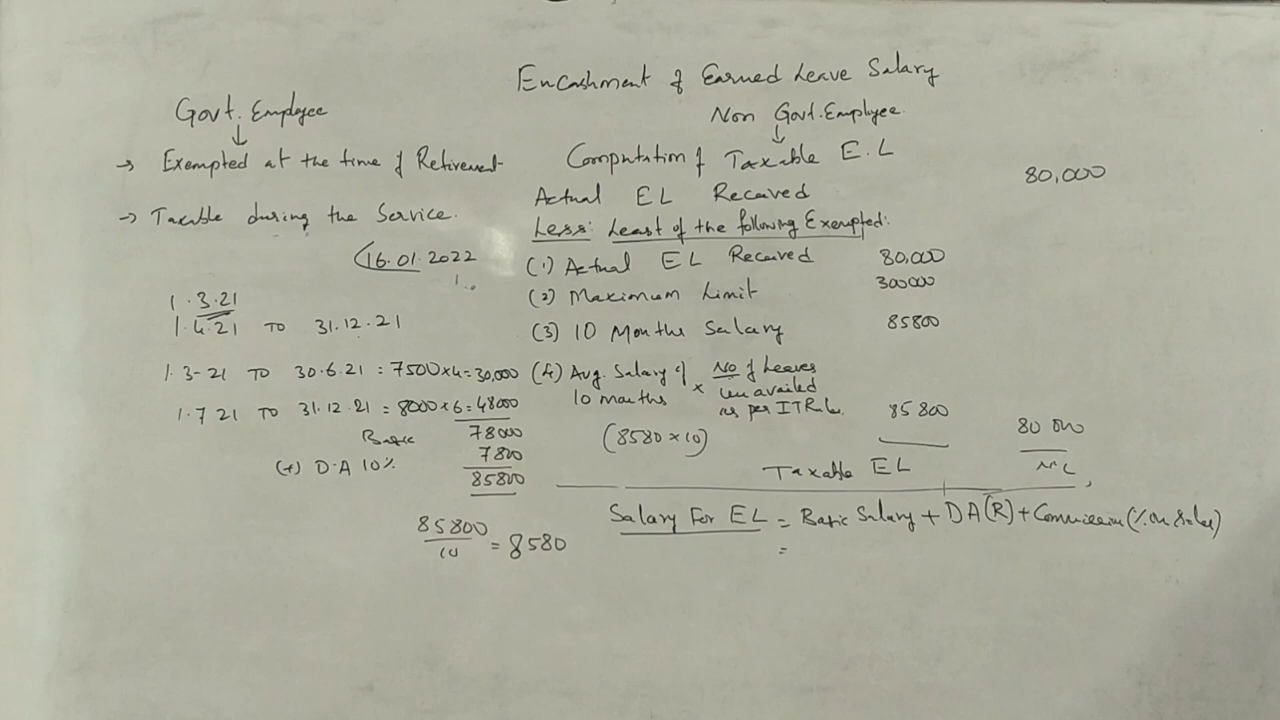 Encashment of Earned Leave Salary
Govt. Employee
→ Exempted at the time of Retirement
→ Taxable during the Service.
16.01.2022
1.3.21
1.4.21 TO 31.12.21
1.3-21 TO 30.6.21 = 7500x4=30,000
1.7 21 TO 31.12.21 = 8000x6=48000
Basic 78000
(+) D.A 10% 7800
85800
85800/10 = 8580
Non Govt. Employee.
Computation of Taxable E.L
Actual EL Received 80,000
Less: Least of the following Exempted:
(1) Actual EL Received 80,000
(2) Maximum Limit 300000
(3) 10 Months Salary 85800
(4) Avg. Salary of 10 months x No of Leaves unavailed as per IT Rule. 85800
(8580x10)
80 000
Taxable EL NIL
Salary For EL = Basic Salary + DA(R) + Commission (% on Sales)
=